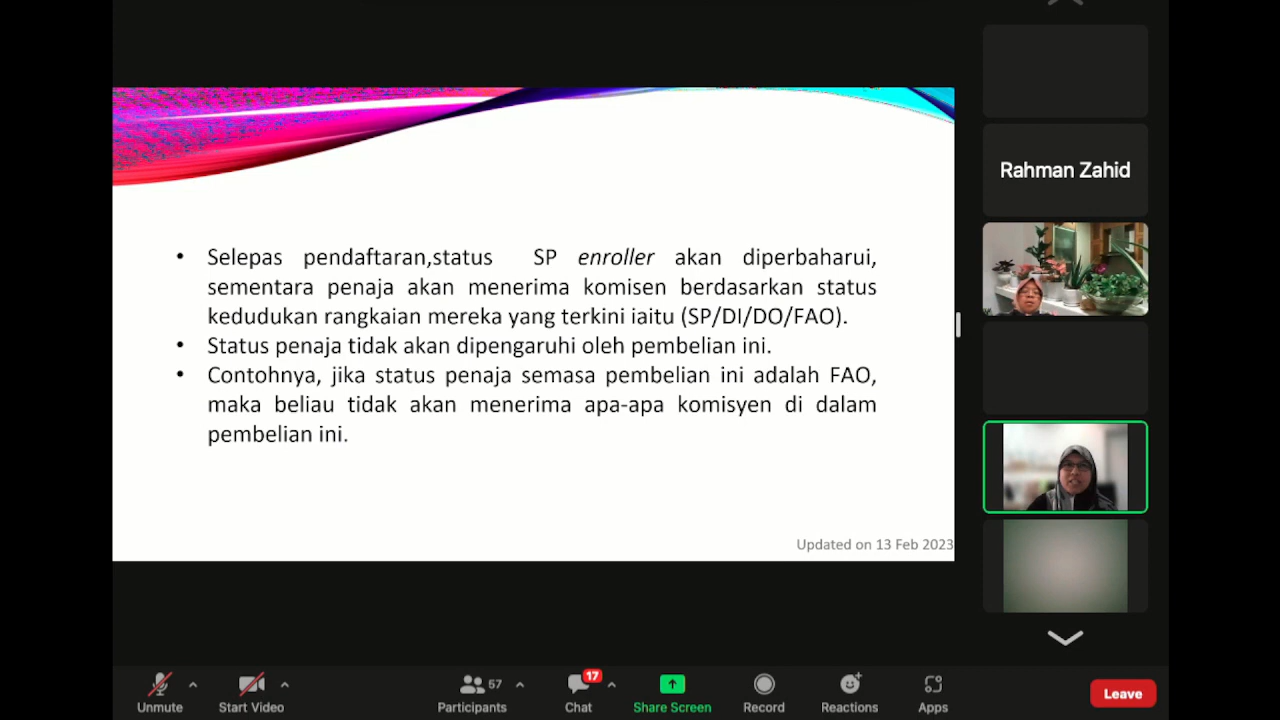 Rahman Zahid
• Selepas pendaftaran,status SP enroller akan diperbaharui,
sementara penaja akan menerima komisen berdasarkan status
kedudukan rangkaian mereka yang terkini iaitu (SP/DI/DO/FAO).
• Status penaja tidak akan dipengaruhi oleh pembelian ini.
• Contohnya, jika status penaja semasa pembelian ini adalah FAO,
maka beliau tidak akan menerima apa-apa komisyen di dalam
pembelian ini.
Updated on 13 Feb 2023
57
17
Unmute
Start Video
Participants
Chat
Share Screen
Record
Reactions
Apps
Leave